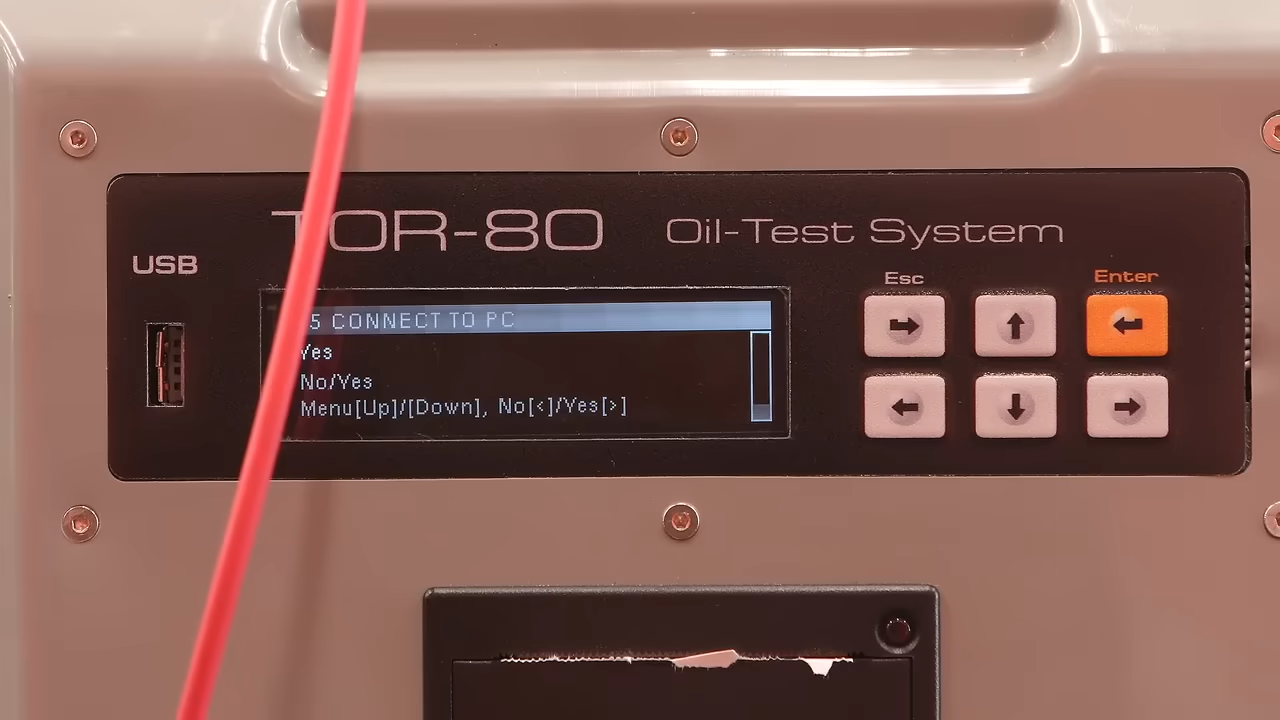 TOR-80 Oil-Test System
USB
Esc
Enter
5 CONNECT TO PC
Yes
No/Yes
Menu[Up]/[Down], No[<]/Yes[>]